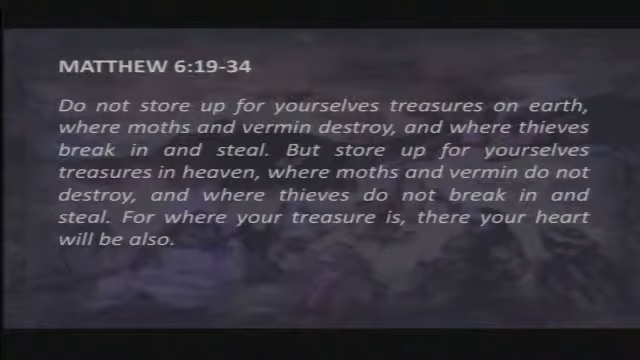 MATTHEW 6:19-34
Do not store up for yourselves treasures on earth,
where moths and vermin destroy, and where thieves
break in and steal. But store up for yourselves
treasures in heaven, where moths and vermin do not
destroy, and where thieves do not break in and
steal. For where your treasure is, there your heart
will be also.